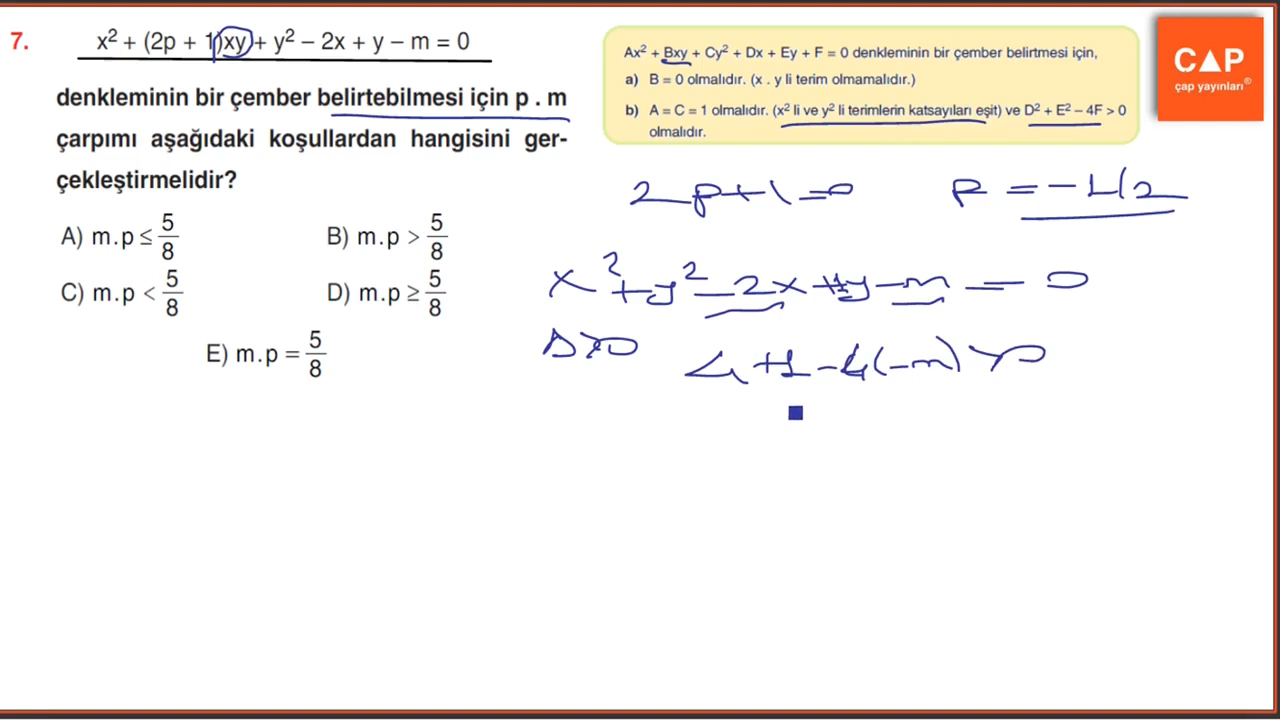 7. x² + (2p + 1)xy + y² – 2x + y – m = 0
denkleminin bir çember belirtebilmesi için p . m
çarpımı aşağıdaki koşullardan hangisini ger-
çekleştirmelidir?
A) m.p ≤ 5/8
B) m.p > 5/8
C) m.p < 5/8
D) m.p ≥ 5/8
E) m.p = 5/8
Ax² + Bxy + Cy² + Dx + Ey + F = 0 denkleminin bir çember belirtmesi için,
a) B = 0 olmalıdır. (x . y li terim olmamalıdır.)
b) A = C = 1 olmalıdır. (x² li ve y² li terimlerin katsayıları eşit) ve D² + E² – 4F > 0
olmalıdır.
ÇAP
çap yayınları®
2p+1=0 P = -1/2
x² + y² – 2x + 1y – m = 0
Δ>0 4 + 1 – 4(–m) > 0